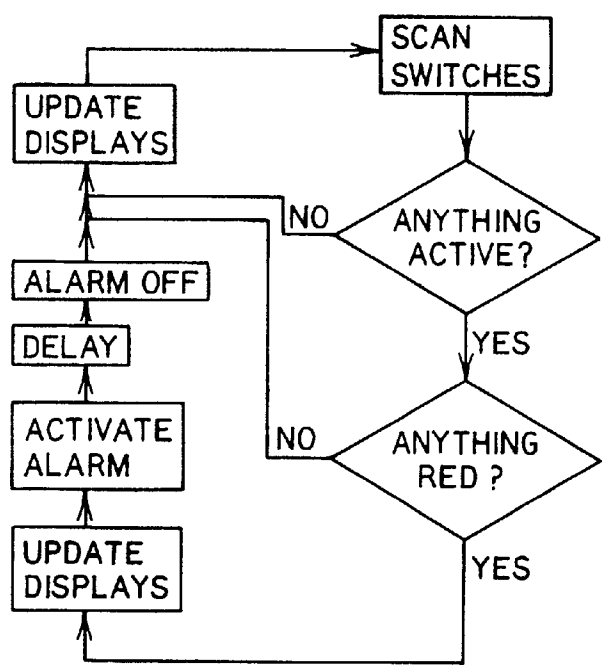 SCAN
SWITCHES
UPDATE
DISPLAYS
NO
ANYTHING
ACTIVE?
ALARM OFF
YES
DELAY
ACTIVATE
ALARM
NO
ANYTHING
RED ?
UPDATE
DISPLAYS
YES